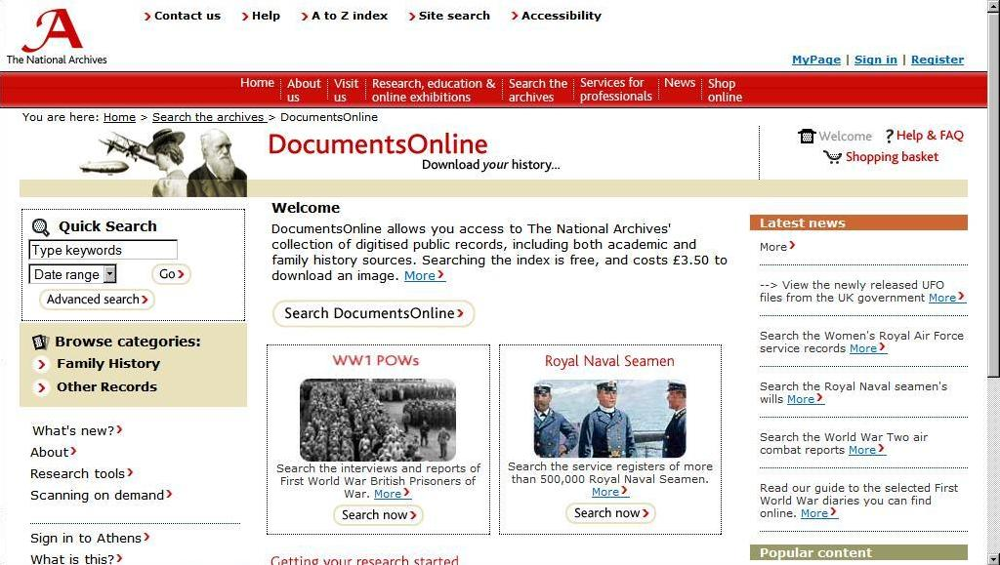 Contact us
Help
A to Z index
Site search
Accessibility
A
The National Archives
MyPage | Sign in | Register
Home
About us
Visit us
Research, education & online exhibitions
Search the archives
Services for professionals
News
Shop online
You are here: Home > Search the archives > DocumentsOnline
DocumentsOnline
Download your history...
Welcome
? Help & FAQ
Shopping basket
Quick Search
Type keywords
Date range
Go
Advanced search
Browse categories:
Family History
Other Records
What's new?
About
Research tools
Scanning on demand
Sign in to Athens
What is this?
Welcome
DocumentsOnline allows you access to The National Archives'
collection of digitised public records, including both academic and
family history sources. Searching the index is free, and costs £3.50 to
download an image. More
Search DocumentsOnline
WW1 POWs
Search the interviews and reports of
First World War British Prisoners of
War. More
Search now
Royal Naval Seamen
Search the service registers of more
than 500,000 Royal Naval Seamen.
More
Search now
Getting your research started
Latest news
More
--> View the newly released UFO
files from the UK government More
Search the Women's Royal Air Force
service records More
Search the Royal Naval seamen's
wills More
Search the World War Two air
combat reports More
Read our guide to the selected First
World War diaries you can find
online. More
Popular content